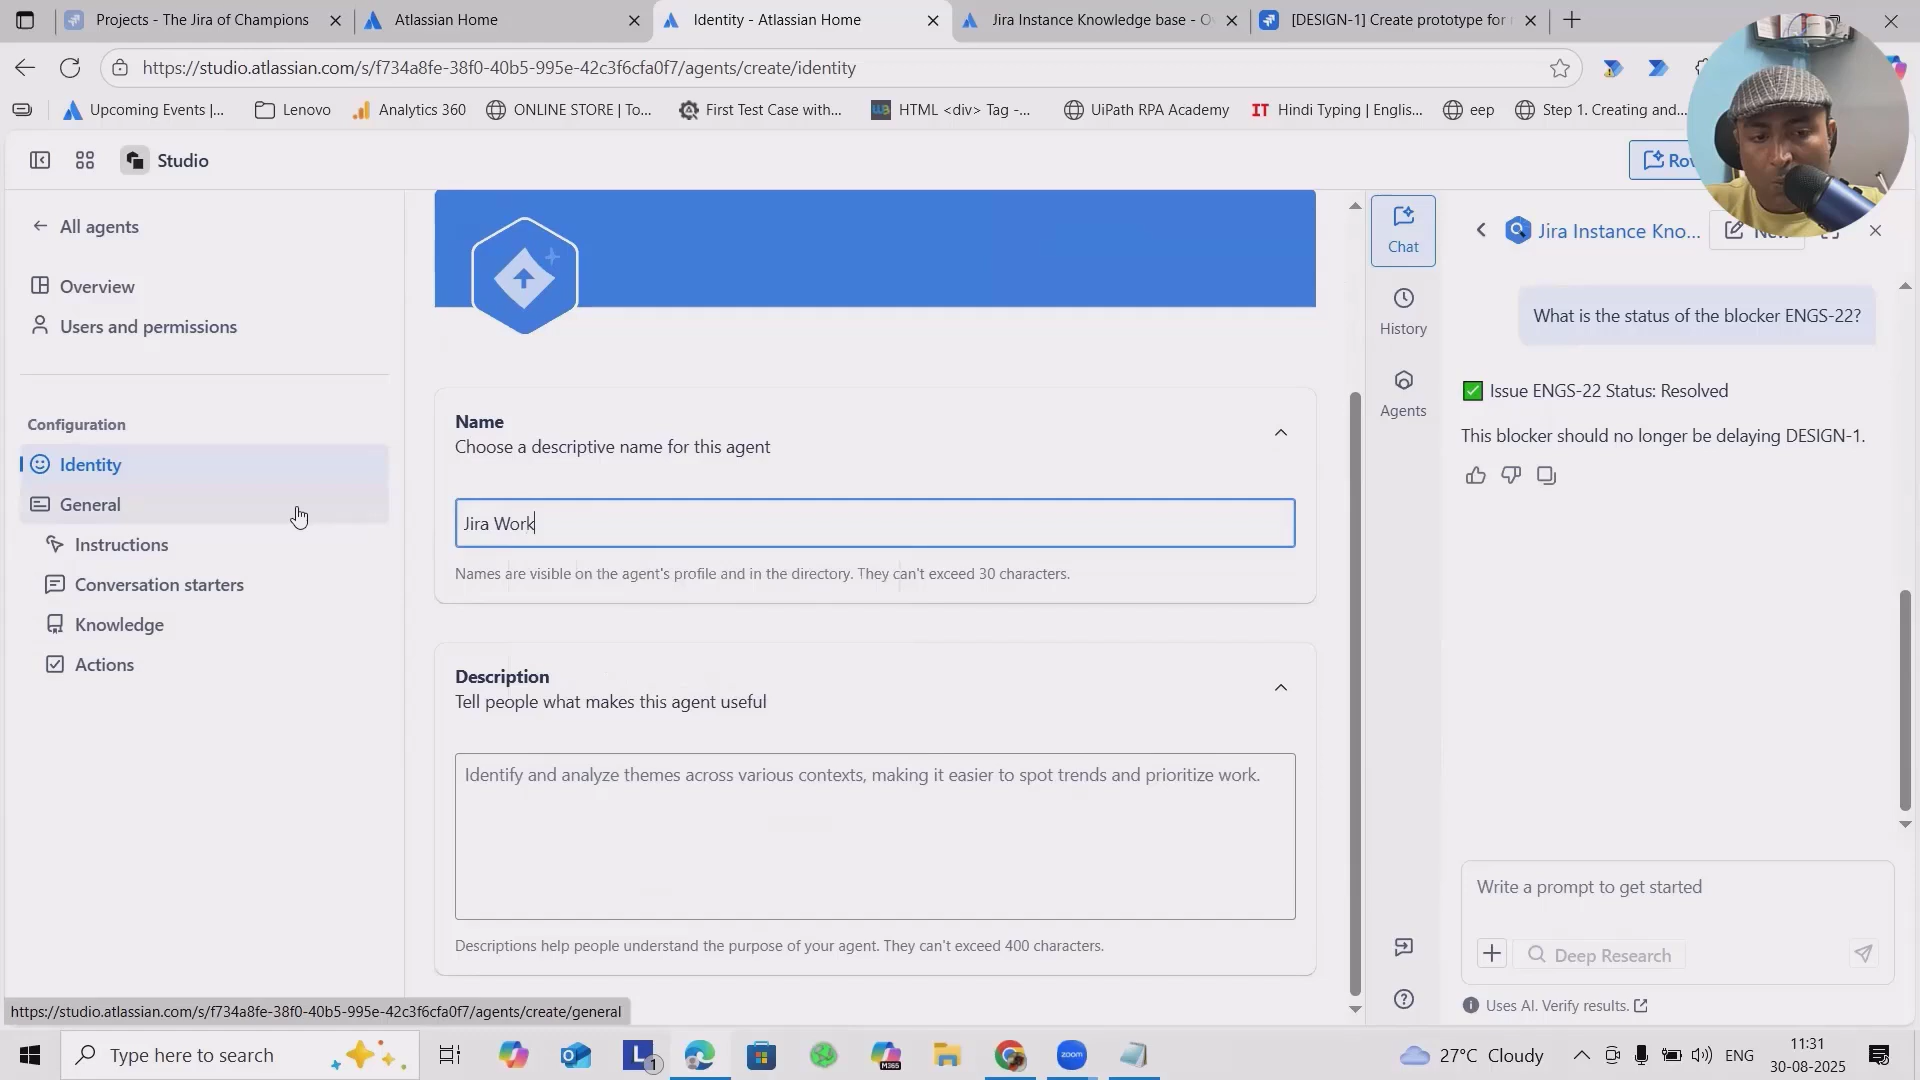 Projects - The Jira of Champions
Atlassian Home
Identity - Atlassian Home
Jira Instance Knowledge base - O
[DESIGN-1] Create prototype for
https://studio.atlassian.com/s/f734a8fe-38f0-40b5-995e-42c3f6cfa0f7/agents/create/identity
Upcoming Events |...
Lenovo
Analytics 360
ONLINE STORE | To...
First Test Case with...
HTML <div> Tag -...
UiPath RPA Academy
Hindi Typing | Englis...
eep
Step 1. Creating and...
Studio
Rov
All agents
Overview
Users and permissions
Configuration
Identity
General
Instructions
Conversation starters
Knowledge
Actions
Name
Choose a descriptive name for this agent
Jira Work
Names are visible on the agent's profile and in the directory. They can't exceed 30 characters.
Description
Tell people what makes this agent useful
Identify and analyze themes across various contexts, making it easier to spot trends and prioritize work.
Descriptions help people understand the purpose of your agent. They can't exceed 400 characters.
Chat
History
Agents
Jira Instance Kno...
What is the status of the blocker ENGS-22?
Issue ENGS-22 Status: Resolved
This blocker should no longer be delaying DESIGN-1.
Write a prompt to get started
Deep Research
Uses AI. Verify results.
https://studio.atlassian.com/s/f734a8fe-38f0-40b5-995e-42c3f6cfa0f7/agents/create/general
Type here to search
L
1
M365
zoom
27°C Cloudy
ENG
11:31
30-08-2025